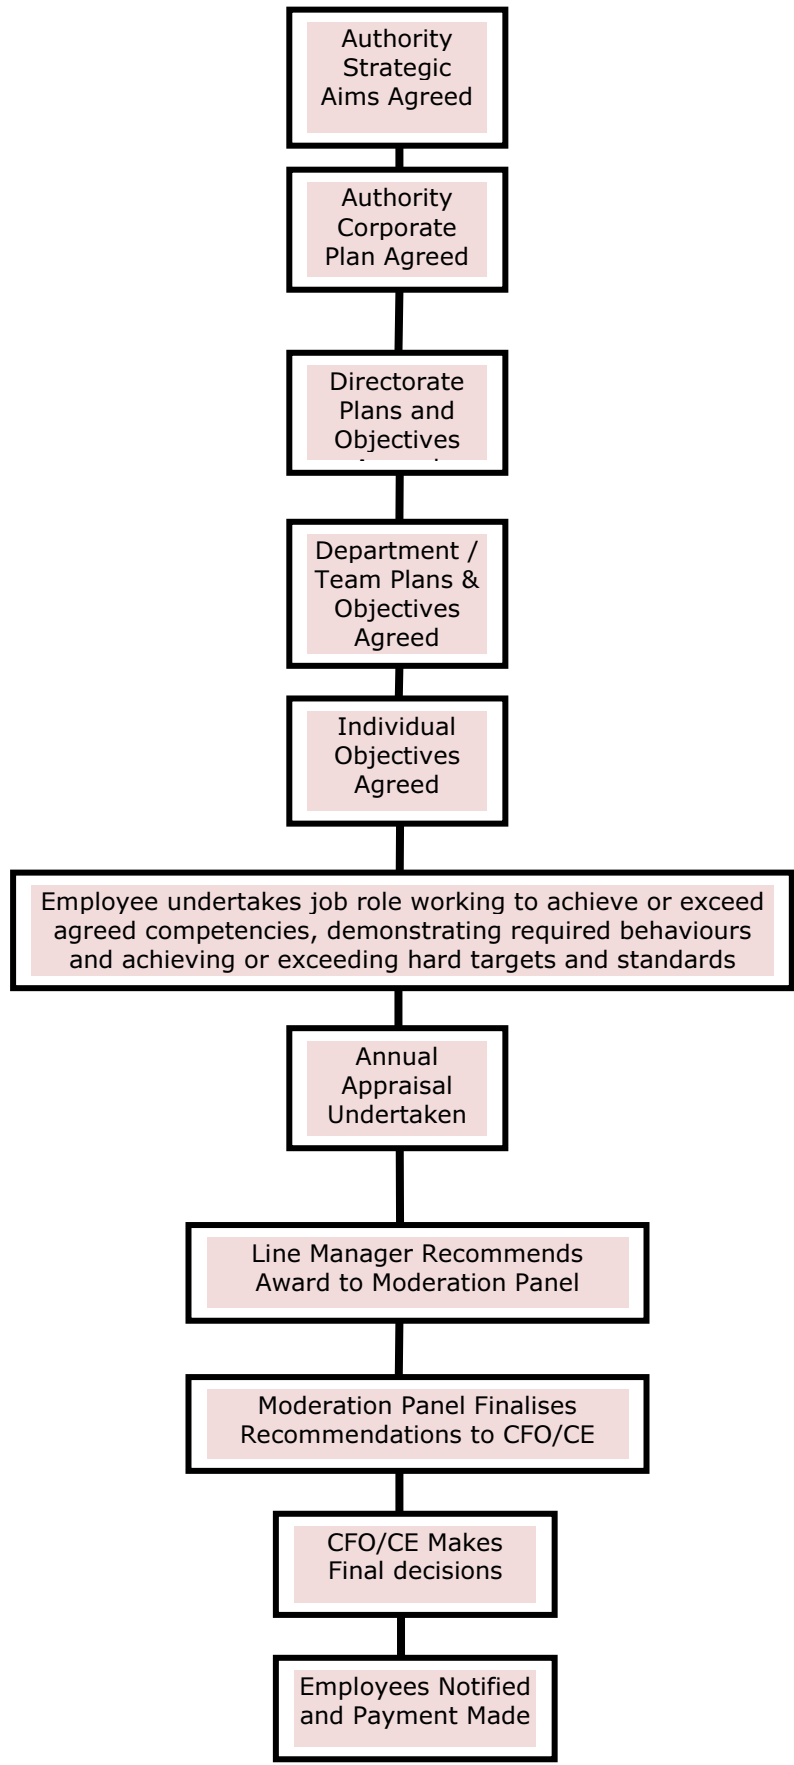 Authority
Strategic
Aims Agreed
Authority
Corporate
Plan Agreed
Directorate
Plans and
Objectives
Department /
Team Plans &
Objectives
Agreed
Individual
Objectives
Agreed
Employee undertakes job role working to achieve or exceed
agreed competencies, demonstrating required behaviours
and achieving or exceeding hard targets and standards
Annual
Appraisal
Undertaken
Line Manager Recommends
Award to Moderation Panel
Moderation Panel Finalises
Recommendations to CFO/CE
CFO/CE Makes
Final decisions
Employees Notified
and Payment Made